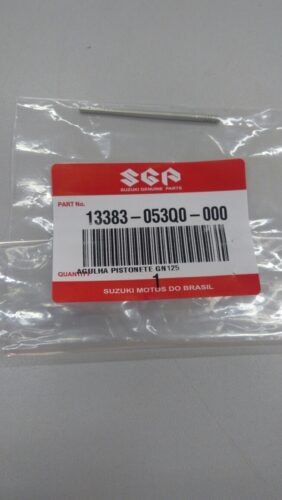 SGP
SUZUKI GENUINE PARTS
PART No.
13383-053Q0-000
AGULHA PISTONETE GN125
QUANTITY
1
SUZUKI MOTOS DO BRASIL